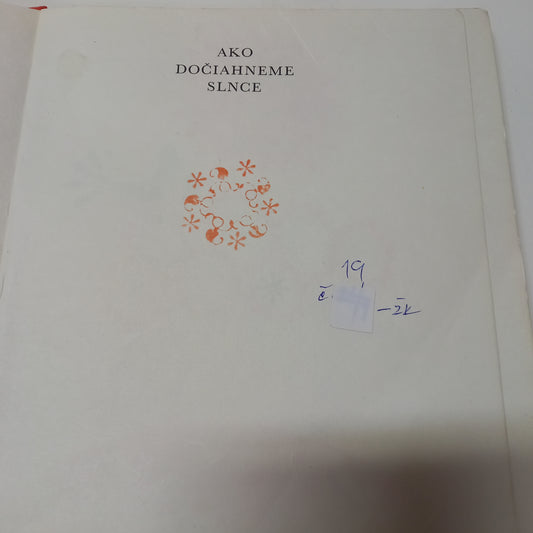 AKO
DOČIAHNEME
SLNCE
19
č.